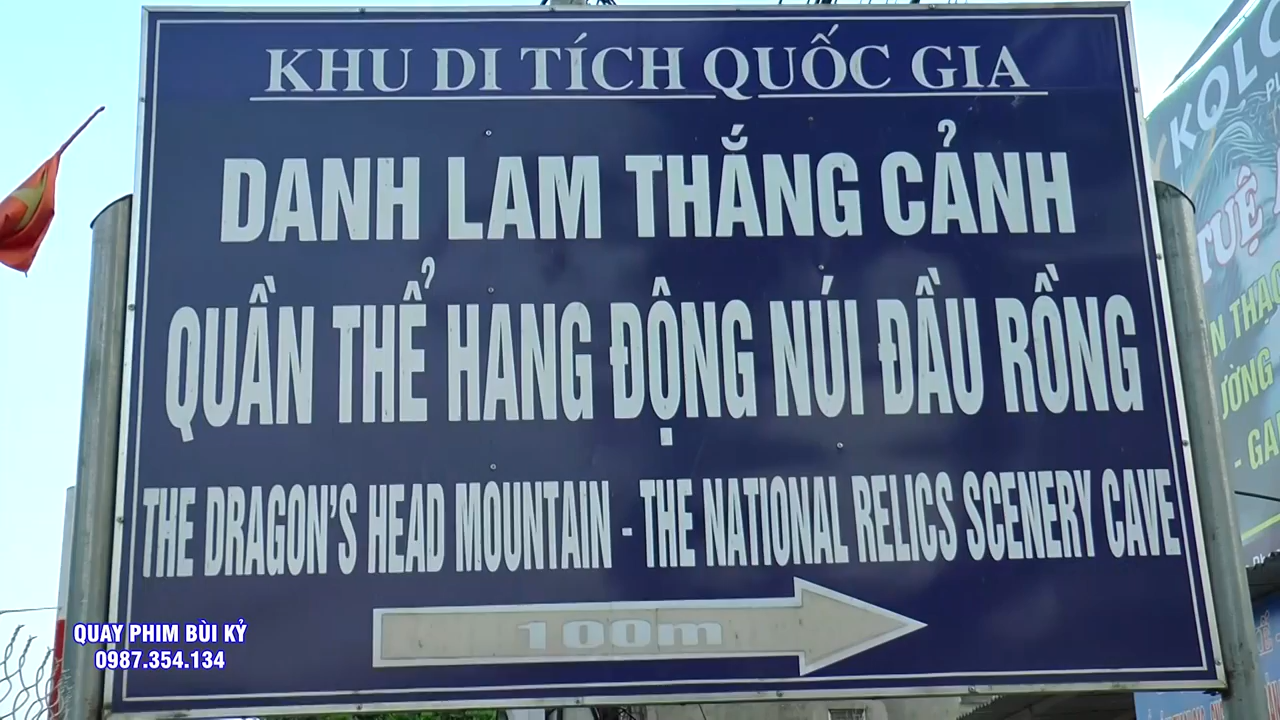 KHU DI TÍCH QUỐC GIA
DANH LAM THẮNG CẢNH
QUẦN THỂ HANG ĐỘNG NÚI ĐẦU RỒNG
THE DRAGON'S HEAD MOUNTAIN - THE NATIONAL RELICS SCENERY CAVE
100m
QUAY PHIM BÙI KỶ
0987.354.134
TUỆ